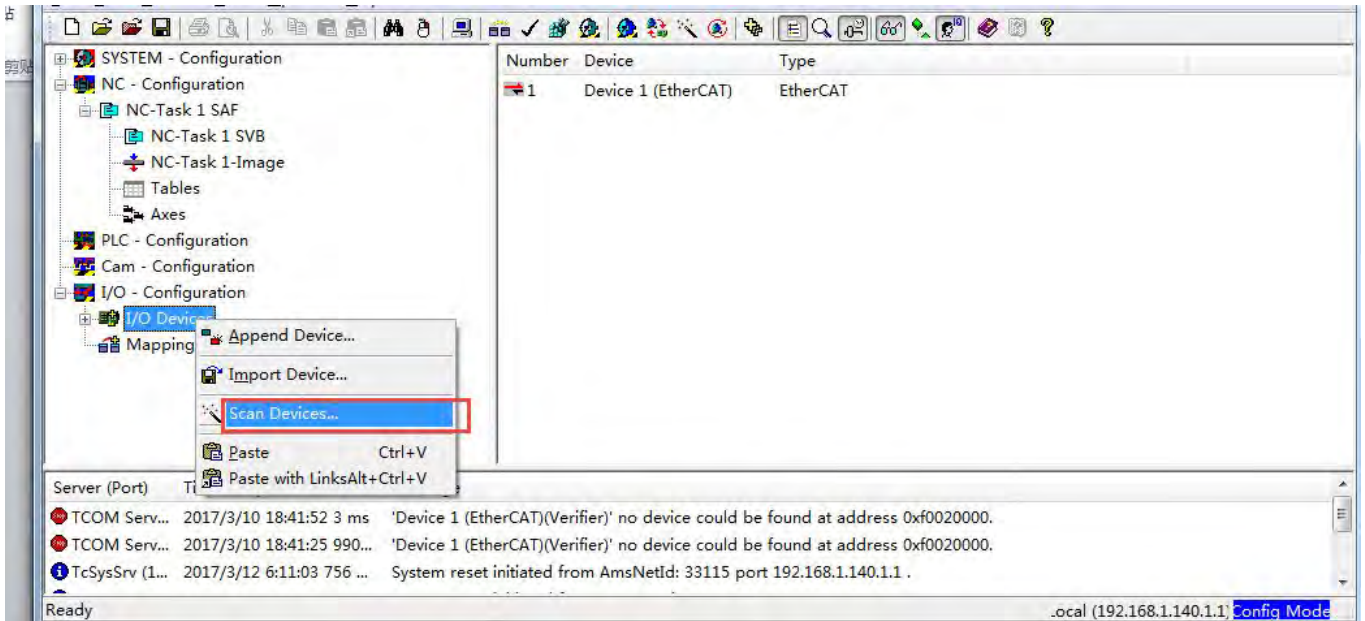 SYSTEM - Configuration
NC - Configuration
NC-Task 1 SAF
NC-Task 1 SVB
NC-Task 1-Image
Tables
Axes
PLC - Configuration
Cam - Configuration
I/O - Configuration
I/O Devices
Mapping
Append Device...
Import Device...
Scan Devices...
Paste Ctrl+V
Paste with LinksAlt+Ctrl+V
Number Device Type
1 Device 1 (EtherCAT) EtherCAT
Server (Port)
TCOM Serv... 2017/3/10 18:41:52 3 ms 'Device 1 (EtherCAT)(Verifier)' no device could be found at address 0xf0020000.
TCOM Serv... 2017/3/10 18:41:25 990... 'Device 1 (EtherCAT)(Verifier)' no device could be found at address 0xf0020000.
TcSysSrv (1... 2017/3/12 6:11:03 756 ... System reset initiated from AmsNetId: 33115 port 192.168.1.140.1.1 .
Ready .ocal (192.168.1.140.1.1) Config Mode